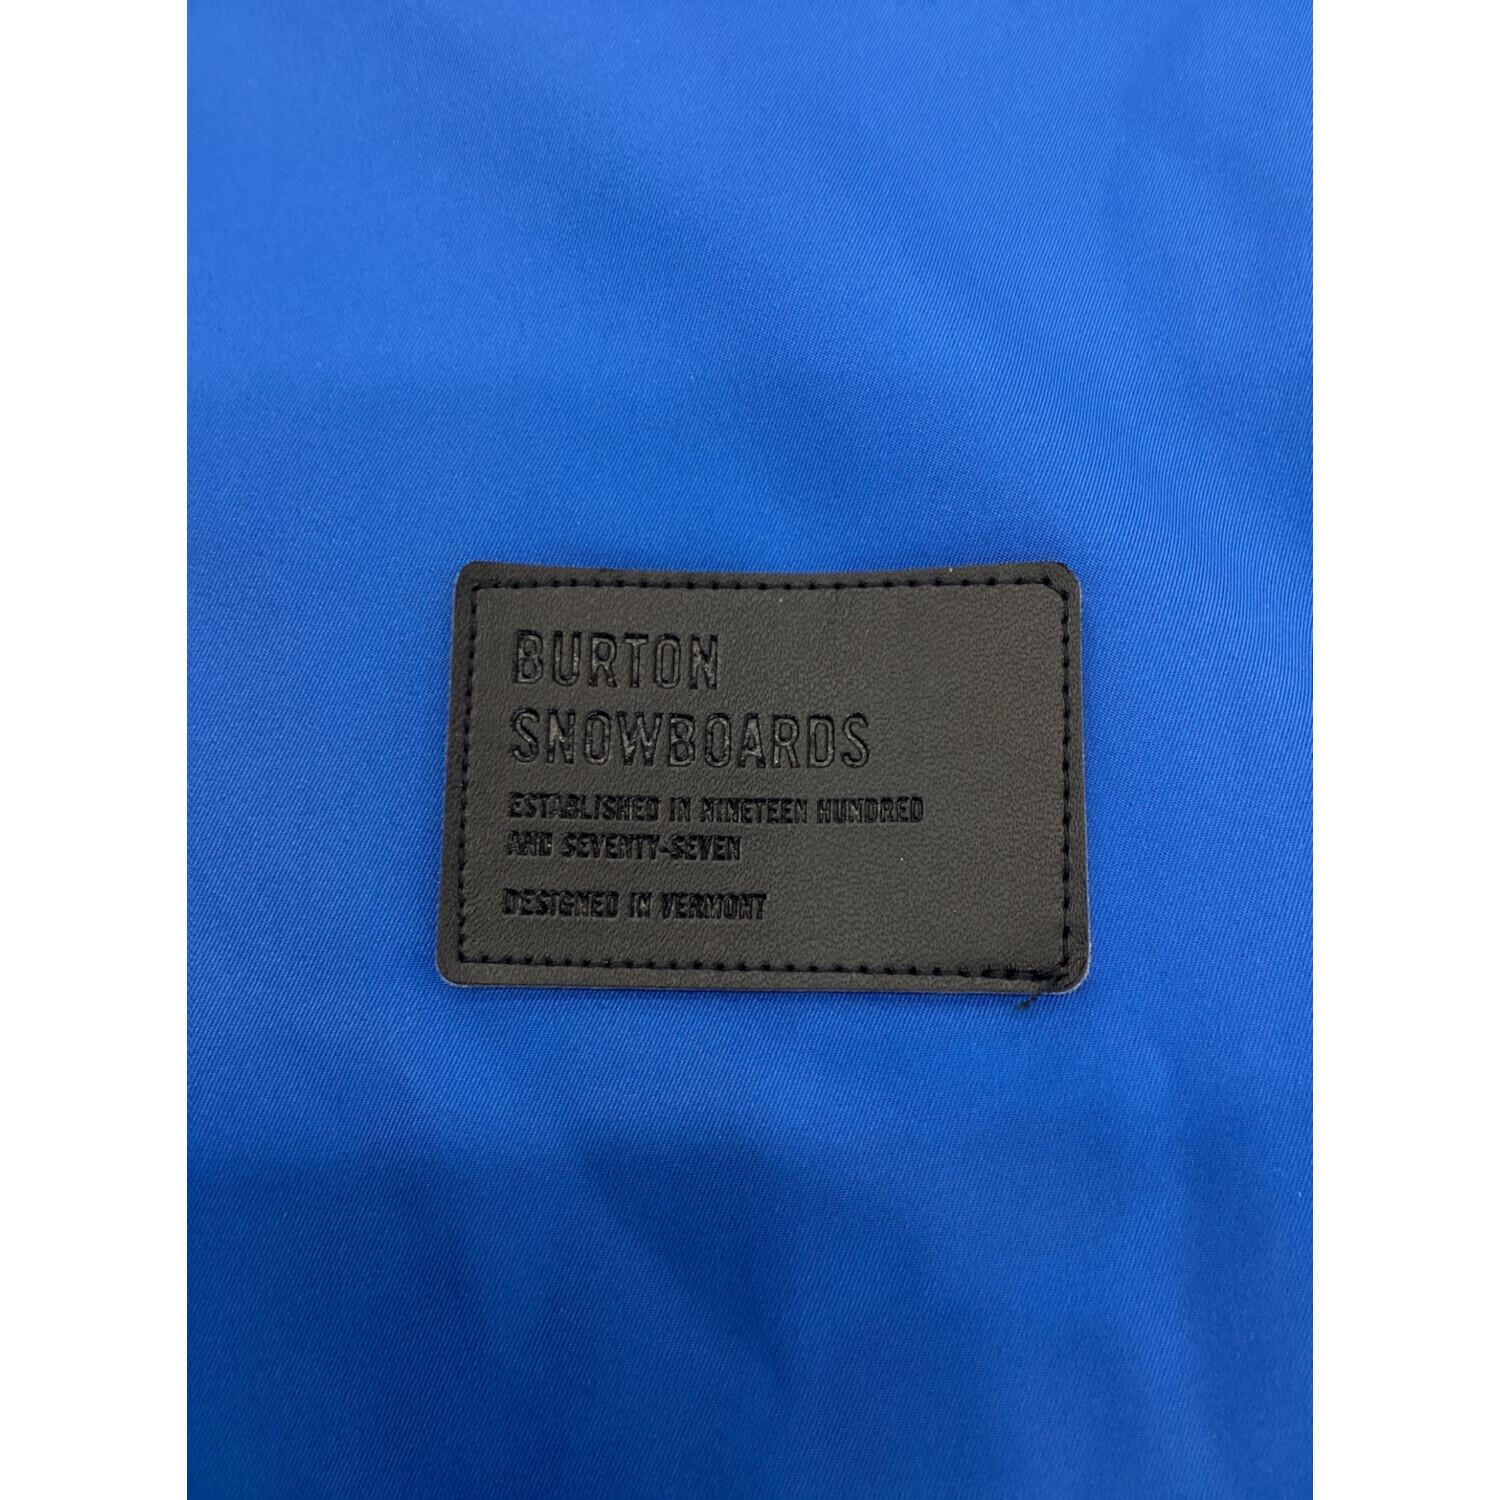 BURTON
SNOWBOARDS
ESTABLISHED IN NINETEEN HUNDRED
AND SEVENTY-SEVEN
DESIGNED IN VERMONT